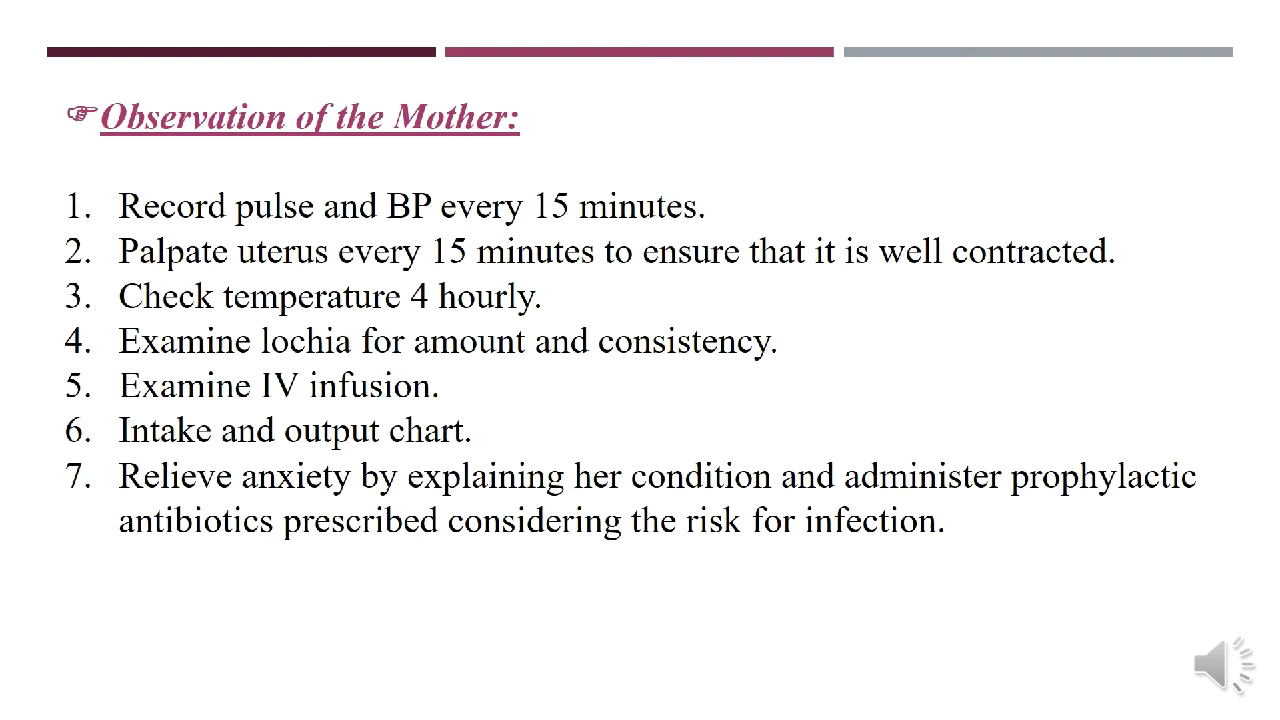 ☞Observation of the Mother:
1. Record pulse and BP every 15 minutes.
2. Palpate uterus every 15 minutes to ensure that it is well contracted.
3. Check temperature 4 hourly.
4. Examine lochia for amount and consistency.
5. Examine IV infusion.
6. Intake and output chart.
7. Relieve anxiety by explaining her condition and administer prophylactic
antibiotics prescribed considering the risk for infection.